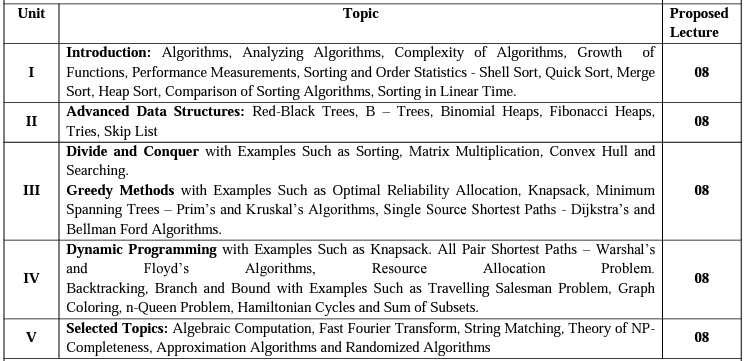 Unit Topic Proposed
Lecture
Introduction: Algorithms, Analyzing Algorithms, Complexity of Algorithms, Growth of
I Functions, Performance Measurements, Sorting and Order Statistics - Shell Sort, Quick Sort, Merge 08
Sort, Heap Sort, Comparison of Sorting Algorithms, Sorting in Linear Time.
II Advanced Data Structures: Red-Black Trees, B – Trees, Binomial Heaps, Fibonacci Heaps, 08
Tries, Skip List
Divide and Conquer with Examples Such as Sorting, Matrix Multiplication, Convex Hull and
Searching.
III Greedy Methods with Examples Such as Optimal Reliability Allocation, Knapsack, Minimum 08
Spanning Trees – Prim’s and Kruskal’s Algorithms, Single Source Shortest Paths - Dijkstra’s and
Bellman Ford Algorithms.
Dynamic Programming with Examples Such as Knapsack. All Pair Shortest Paths – Warshal’s
IV and Floyd’s Algorithms, Resource Allocation Problem. 08
Backtracking, Branch and Bound with Examples Such as Travelling Salesman Problem, Graph
Coloring, n-Queen Problem, Hamiltonian Cycles and Sum of Subsets.
V Selected Topics: Algebraic Computation, Fast Fourier Transform, String Matching, Theory of NP- 08
Completeness, Approximation Algorithms and Randomized Algorithms